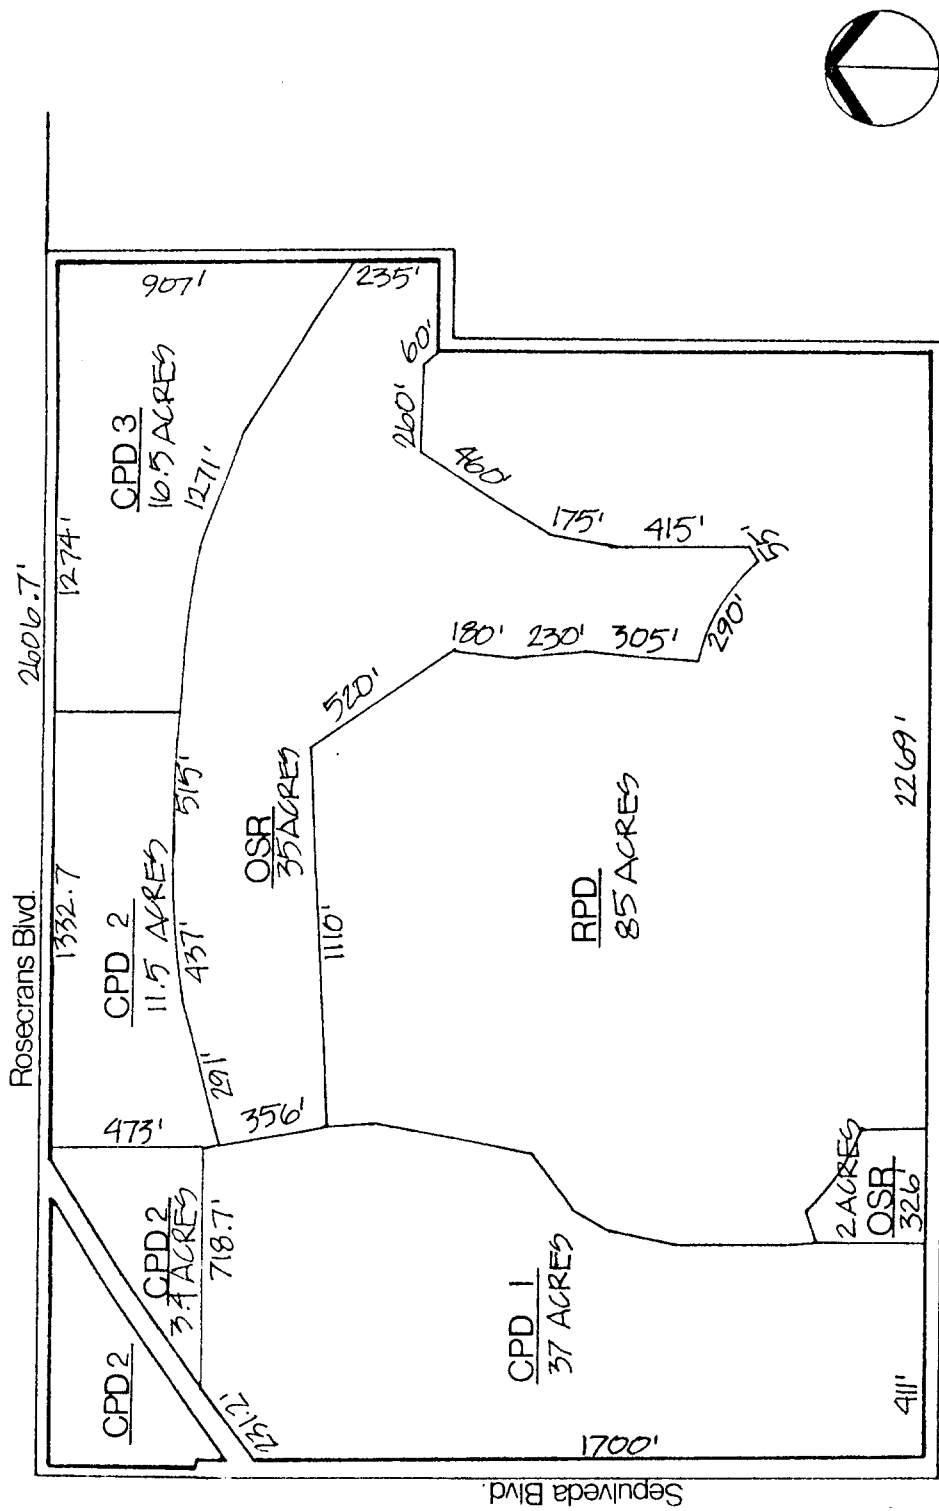 Rosecrans Blvd.
2606.7'
1332.7
1274'
907'
235'
CPD 3
16.5 ACRES
1271'
CPD 2
11.5 ACRES
515'
437'
291'
473'
356'
OSR
35 ACRES
60'
260'
460'
175'
415'
55'
290'
305'
230'
180'
520'
1110'
CPD 2
CPD 2
3.4 ACRES
718.7'
231.2'
RPD
85 ACRES
CPD 1
37 ACRES
2 ACRES
OSR
326'
1700'
411'
2269'
Sepulveda Blvd.